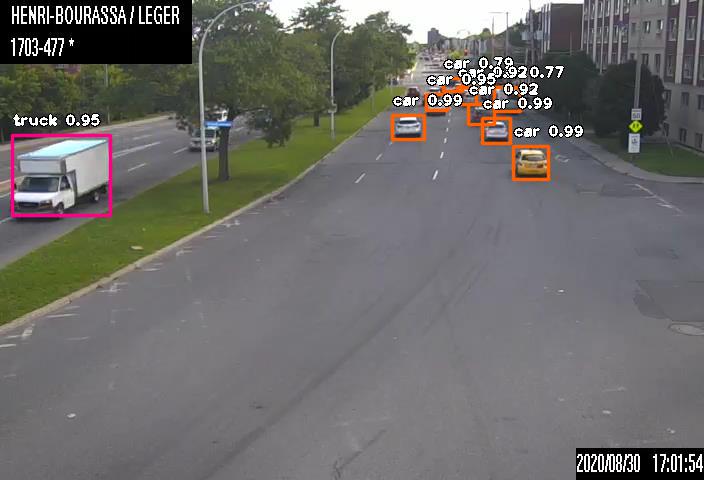 HENRI-BOURASSA / LEGER
1703-477 *
car 0.79
car 0.92
0.77
car 0.95
car 0.92
car 0.99
car 0.99
truck 0.95
car 0.99
2020/08/30 17:01:54